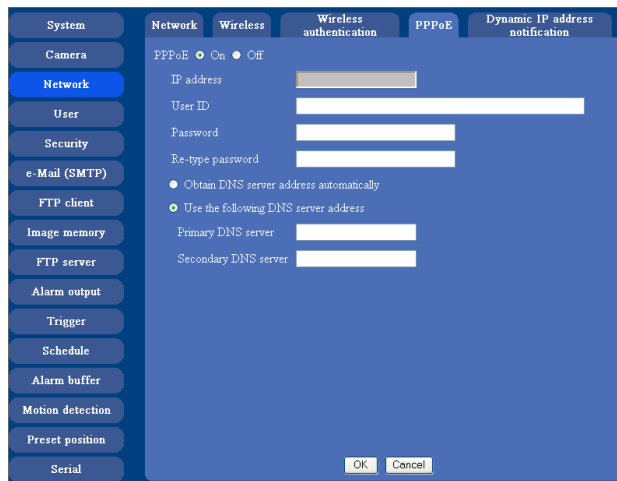 System
Camera
Network
User
Security
e-Mail (SMTP)
FTP client
Image memory
FTP server
Alarm output
Trigger
Schedule
Alarm buffer
Motion detection
Preset position
Serial
Network
Wireless
Wireless
authentication
PPPoE
Dynamic IP address
notification
PPPoE On Off
IP address
User ID
Password
Re-type password
Obtain DNS server address automatically
Use the following DNS server address
Primary DNS server
Secondary DNS server
OK Cancel